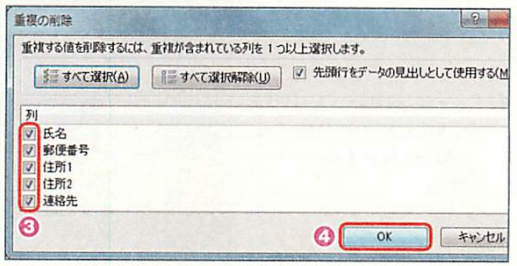 重複の削除
重複する値を削除するには、重複が含まれている列を 1 つ以上選択します。
すべて選択(A) すべて選択解除(U) 先頭行をデータの見出しとして使用する(M
列
氏名
郵便番号
住所1
住所2
連絡先
3 4 OK キャンセル